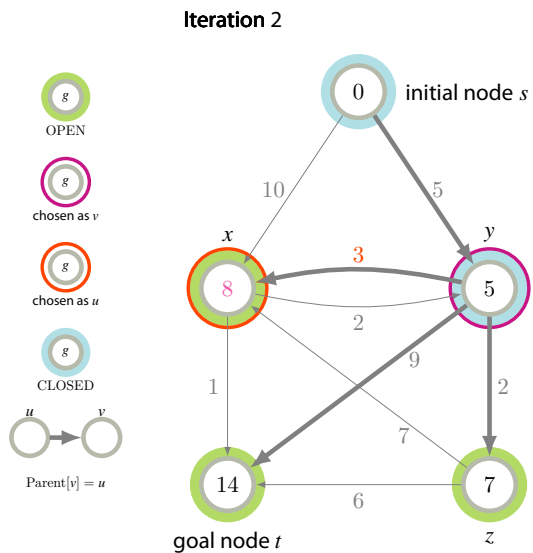 Iteration 2
g
OPEN
g
chosen as v
g
chosen as u
g
CLOSED
u v
Parent[v] = u
0 initial node s
10 5
x y
3
8 5
2
9
1 2
7
14 6 7
goal node t z